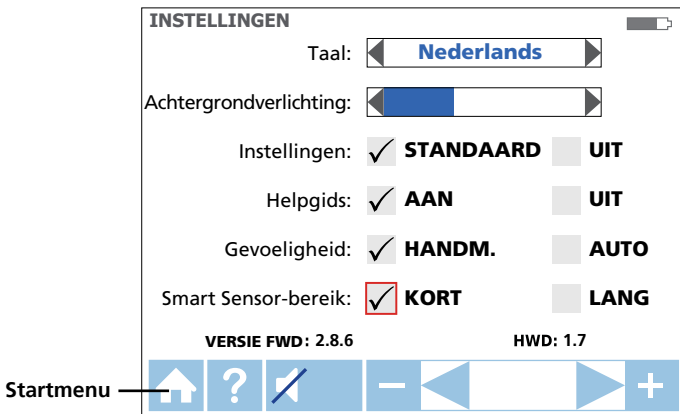 INSTELLINGEN
Taal: Nederlands
Achtergrondverlichting:
Instellingen: STANDAARD UIT
Helpgids: AAN UIT
Gevoeligheid: HANDM. AUTO
Smart Sensor-bereik: KORT LANG
VERSIE FWD: 2.8.6 HWD: 1.7
Startmenu ? − +